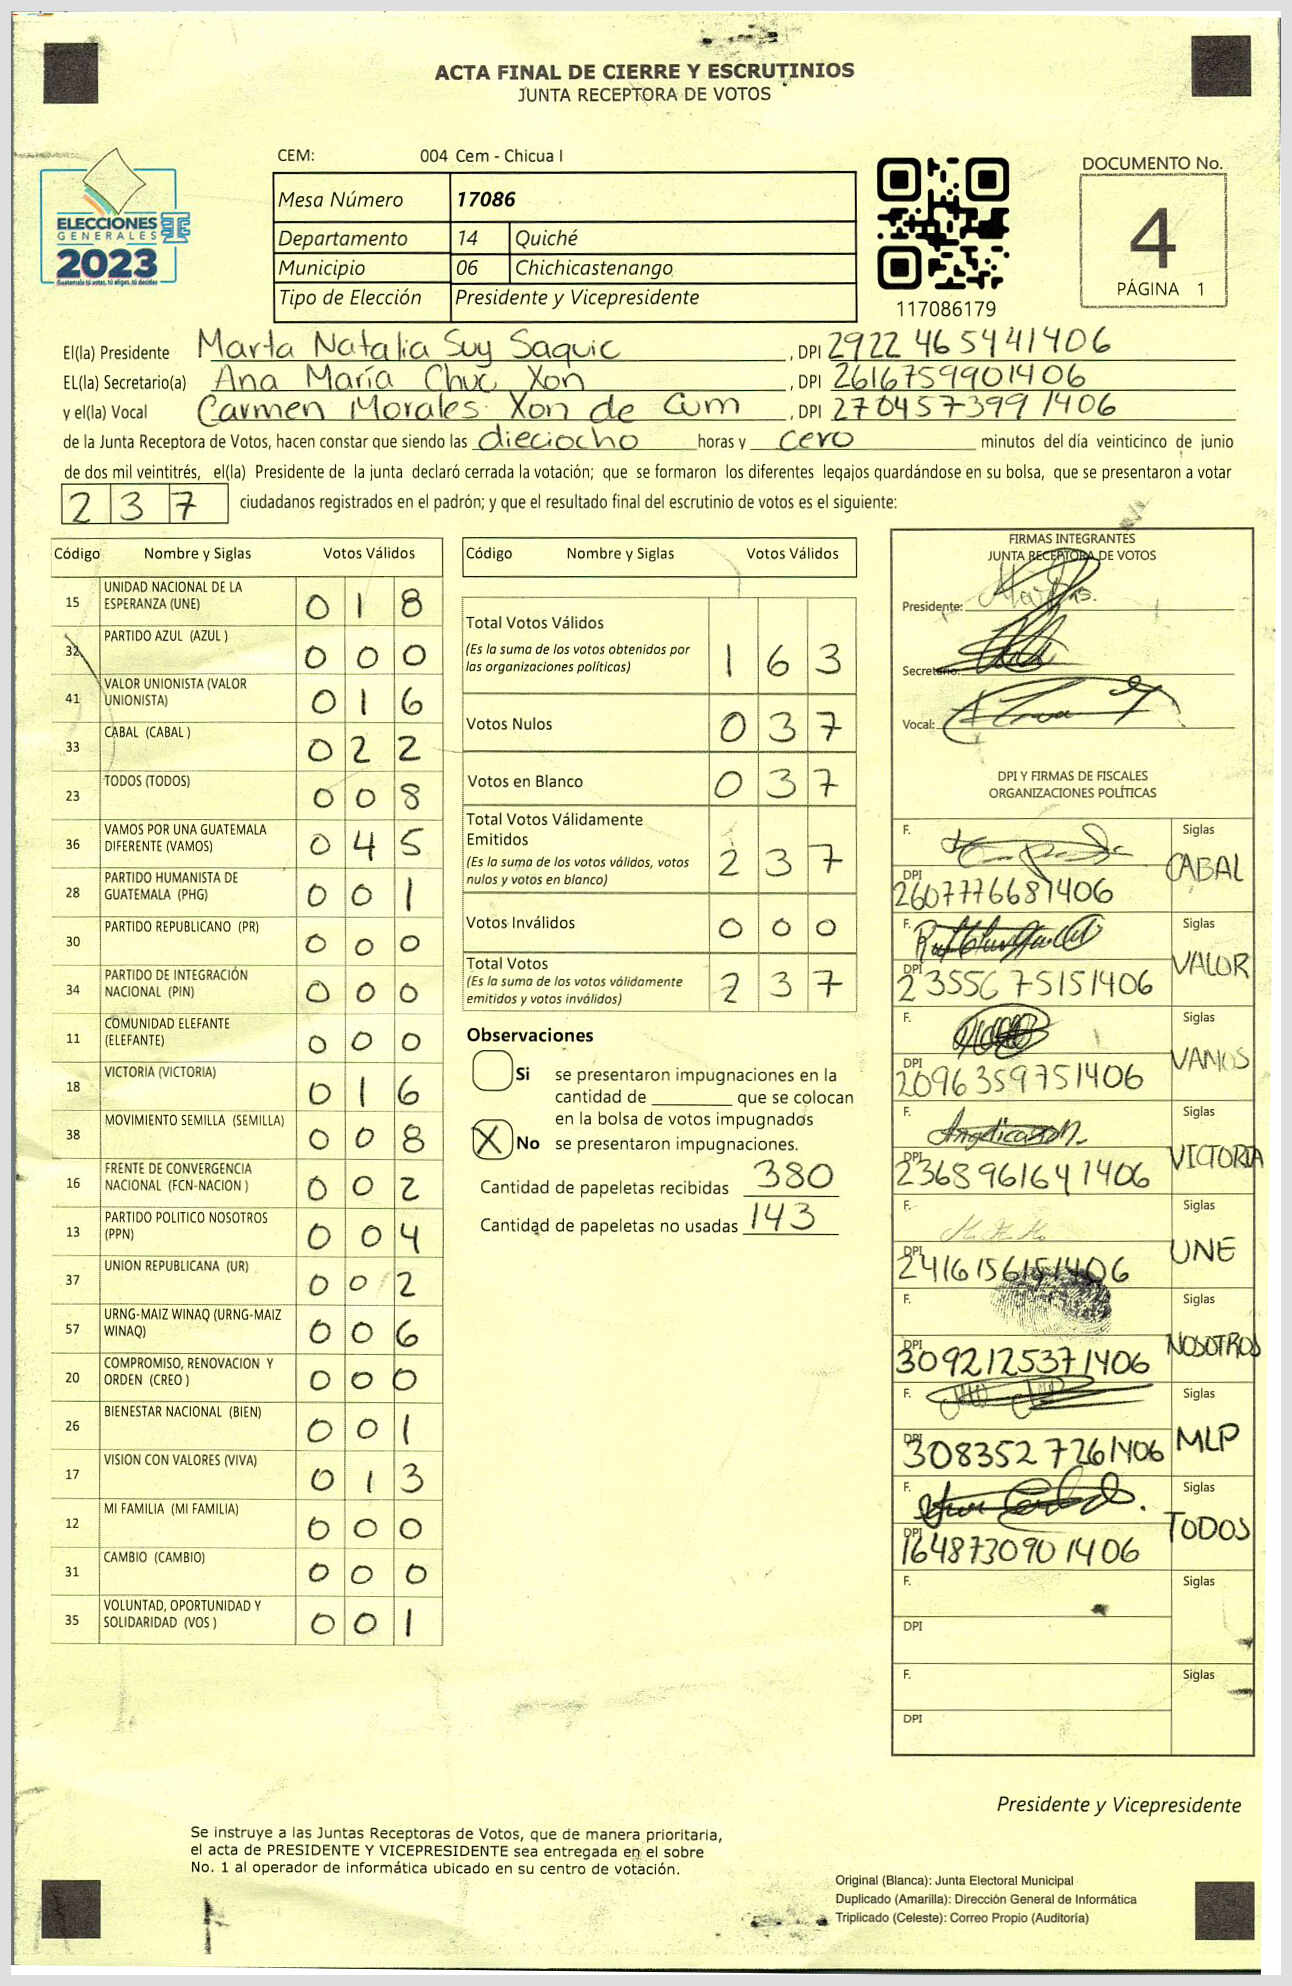 ACTA FINAL DE CIERRE Y ESCRUTINIOS
JUNTA RECEPTORA DE VOTOS
ELECCIONES
GENERALES
2023
Guatemala tú votas, tú eliges, tú decides
CEM: 004 Cem - Chicua I
Mesa Número 17086
Departamento 14 Quiché
Municipio 06 Chichicastenango
Tipo de Elección Presidente y Vicepresidente
117086179
DOCUMENTO No.
4
PÁGINA 1
El(la) Presidente Marta Natalia Suy Saquic, DPI 2922 46544 1406
EL(la) Secretario(a) Ana María Chuc Xon, DPI 2616759901406
y el(la) Vocal Carmen Morales Xon de Cum, DPI 270457399 1406
de la Junta Receptora de Votos, hacen constar que siendo las dieciocho horas y cero minutos del día veinticinco de junio
de dos mil veintitrés, el(la) Presidente de la junta declaró cerrada la votación; que se formaron los diferentes legajos guardándose en su bolsa, que se presentaron a votar
2 3 7 ciudadanos registrados en el padrón; y que el resultado final del escrutinio de votos es el siguiente:
Código Nombre y Siglas Votos Válidos
15 UNIDAD NACIONAL DE LA ESPERANZA (UNE) 0 1 8
32 PARTIDO AZUL (AZUL ) 0 0 0
41 VALOR UNIONISTA (VALOR UNIONISTA) 0 1 6
33 CABAL (CABAL ) 0 2 2
23 TODOS (TODOS) 0 0 8
36 VAMOS POR UNA GUATEMALA DIFERENTE (VAMOS) 0 4 5
28 PARTIDO HUMANISTA DE GUATEMALA (PHG) 0 0 1
30 PARTIDO REPUBLICANO (PR) 0 0 0
34 PARTIDO DE INTEGRACIÓN NACIONAL (PIN) 0 0 0
11 COMUNIDAD ELEFANTE (ELEFANTE) 0 0 0
18 VICTORIA (VICTORIA) 0 1 6
38 MOVIMIENTO SEMILLA (SEMILLA) 0 0 8
16 FRENTE DE CONVERGENCIA NACIONAL (FCN-NACION ) 0 0 2
13 PARTIDO POLITICO NOSOTROS (PPN) 0 0 4
37 UNION REPUBLICANA (UR) 0 0 2
57 URNG-MAIZ WINAQ (URNG-MAIZ WINAQ) 0 0 6
20 COMPROMISO, RENOVACION Y ORDEN (CREO ) 0 0 0
26 BIENESTAR NACIONAL (BIEN) 0 0 1
17 VISION CON VALORES (VIVA) 0 1 3
12 MI FAMILIA (MI FAMILIA) 0 0 0
31 CAMBIO (CAMBIO) 0 0 0
35 VOLUNTAD, OPORTUNIDAD Y SOLIDARIDAD (VOS ) 0 0 1
Código Nombre y Siglas Votos Válidos
Total Votos Válidos
(Es la suma de los votos obtenidos por las organizaciones políticas) 1 6 3
Votos Nulos 0 3 7
Votos en Blanco 0 3 7
Total Votos Válidamente Emitidos
(Es la suma de los votos válidos, votos nulos y votos en blanco) 2 3 7
Votos Inválidos 0 0 0
Total Votos
(Es la suma de los votos válidamente emitidos y votos inválidos) 2 3 7
Observaciones
Si se presentaron impugnaciones en la
cantidad de ________ que se colocan
en la bolsa de votos impugnados
X No se presentaron impugnaciones.
Cantidad de papeletas recibidas 380
Cantidad de papeletas no usadas 143
FIRMAS INTEGRANTES
JUNTA RECEPTORA DE VOTOS
Presidente:
Secretario:
Vocal:
DPI Y FIRMAS DE FISCALES
ORGANIZACIONES POLÍTICAS
F. Siglas
CABAL
DPI 2607776681406
F. Siglas
VALOR
DPI 23556 75151406
F. Siglas
VAMOS
DPI 2096359751406
F. Siglas
VICTORIA
DPI 2368961641406
F. Siglas
UNE
DPI 2416156151406
F. Siglas
NOSOTROS
DPI 3092125371406
F. Siglas
MLP
DPI 3083527261406
F. Siglas
TODOS
DPI 1648730901406
F. Siglas
DPI
F. Siglas
DPI
Presidente y Vicepresidente
Se instruye a las Juntas Receptoras de Votos, que de manera prioritaria,
el acta de PRESIDENTE Y VICEPRESIDENTE sea entregada en el sobre
No. 1 al operador de informática ubicado en su centro de votación.
Original (Blanca): Junta Electoral Municipal
Duplicado (Amarilla): Dirección General de Informática
Triplicado (Celeste): Correo Propio (Auditoría)